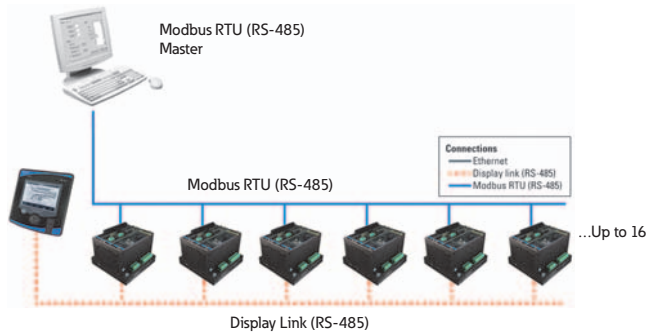 Modbus RTU (RS-485)
Master
Connections
Ethernet
Display link (RS-485)
Modbus RTU (RS-485)
Modbus RTU (RS-485)
...Up to 16
Display Link (RS-485)